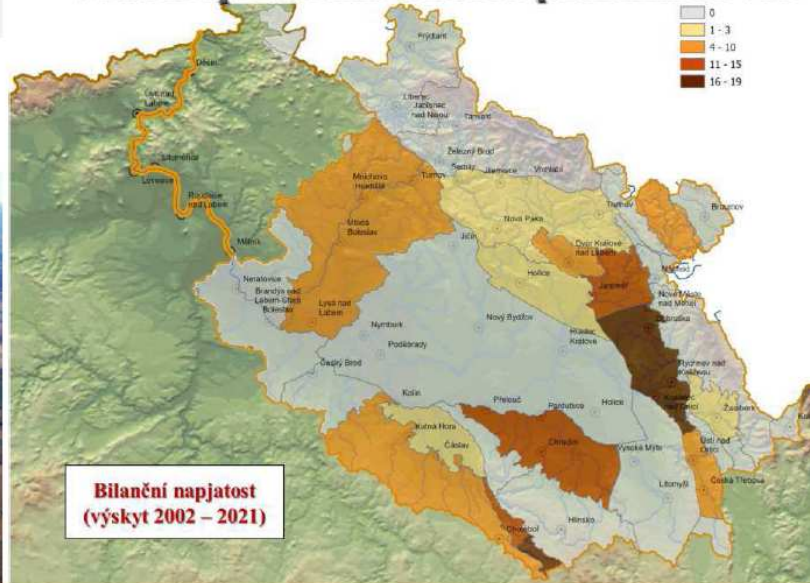 0
1 - 3
4 - 10
11 - 15
16 - 19
Frýdlant
Děčín
Ústí nad
Labem
Liberec
Jablonec
nad Nisou
Tanvald
Litoměřice
Lovosice
Železný Brod
Semily
Jilemnice
Vrchlabí
Turnov
Mnichovo
Hradiště
Roudnice
nad Labem
Trutnov
Broumov
Nová Paka
Mladá
Boleslav
Jičín
Dvůr Králové
nad Labem
Mělník
Hořice
Náchod
Jaroměř
Neratovice
Brandýs nad
Labem-Stará
Boleslav
Lysá nad
Labem
Nové Město
nad Metují
Dobruška
Nový Bydžov
Nymburk
Hradec
Králové
Poděbrady
Český Brod
Rychnov nad
Kněžnou
Kolín
Přelouč
Pardubice
Holice
Kostelec
nad Orlicí
Žamberk
Kutná Hora
Čáslav
Chrudim
Vysoké Mýto
Ústí nad
Orlicí
Česká Třebová
Litomyšl
Hlinsko
Chotěboř
Bilanční napjatost
(výskyt 2002 – 2021)